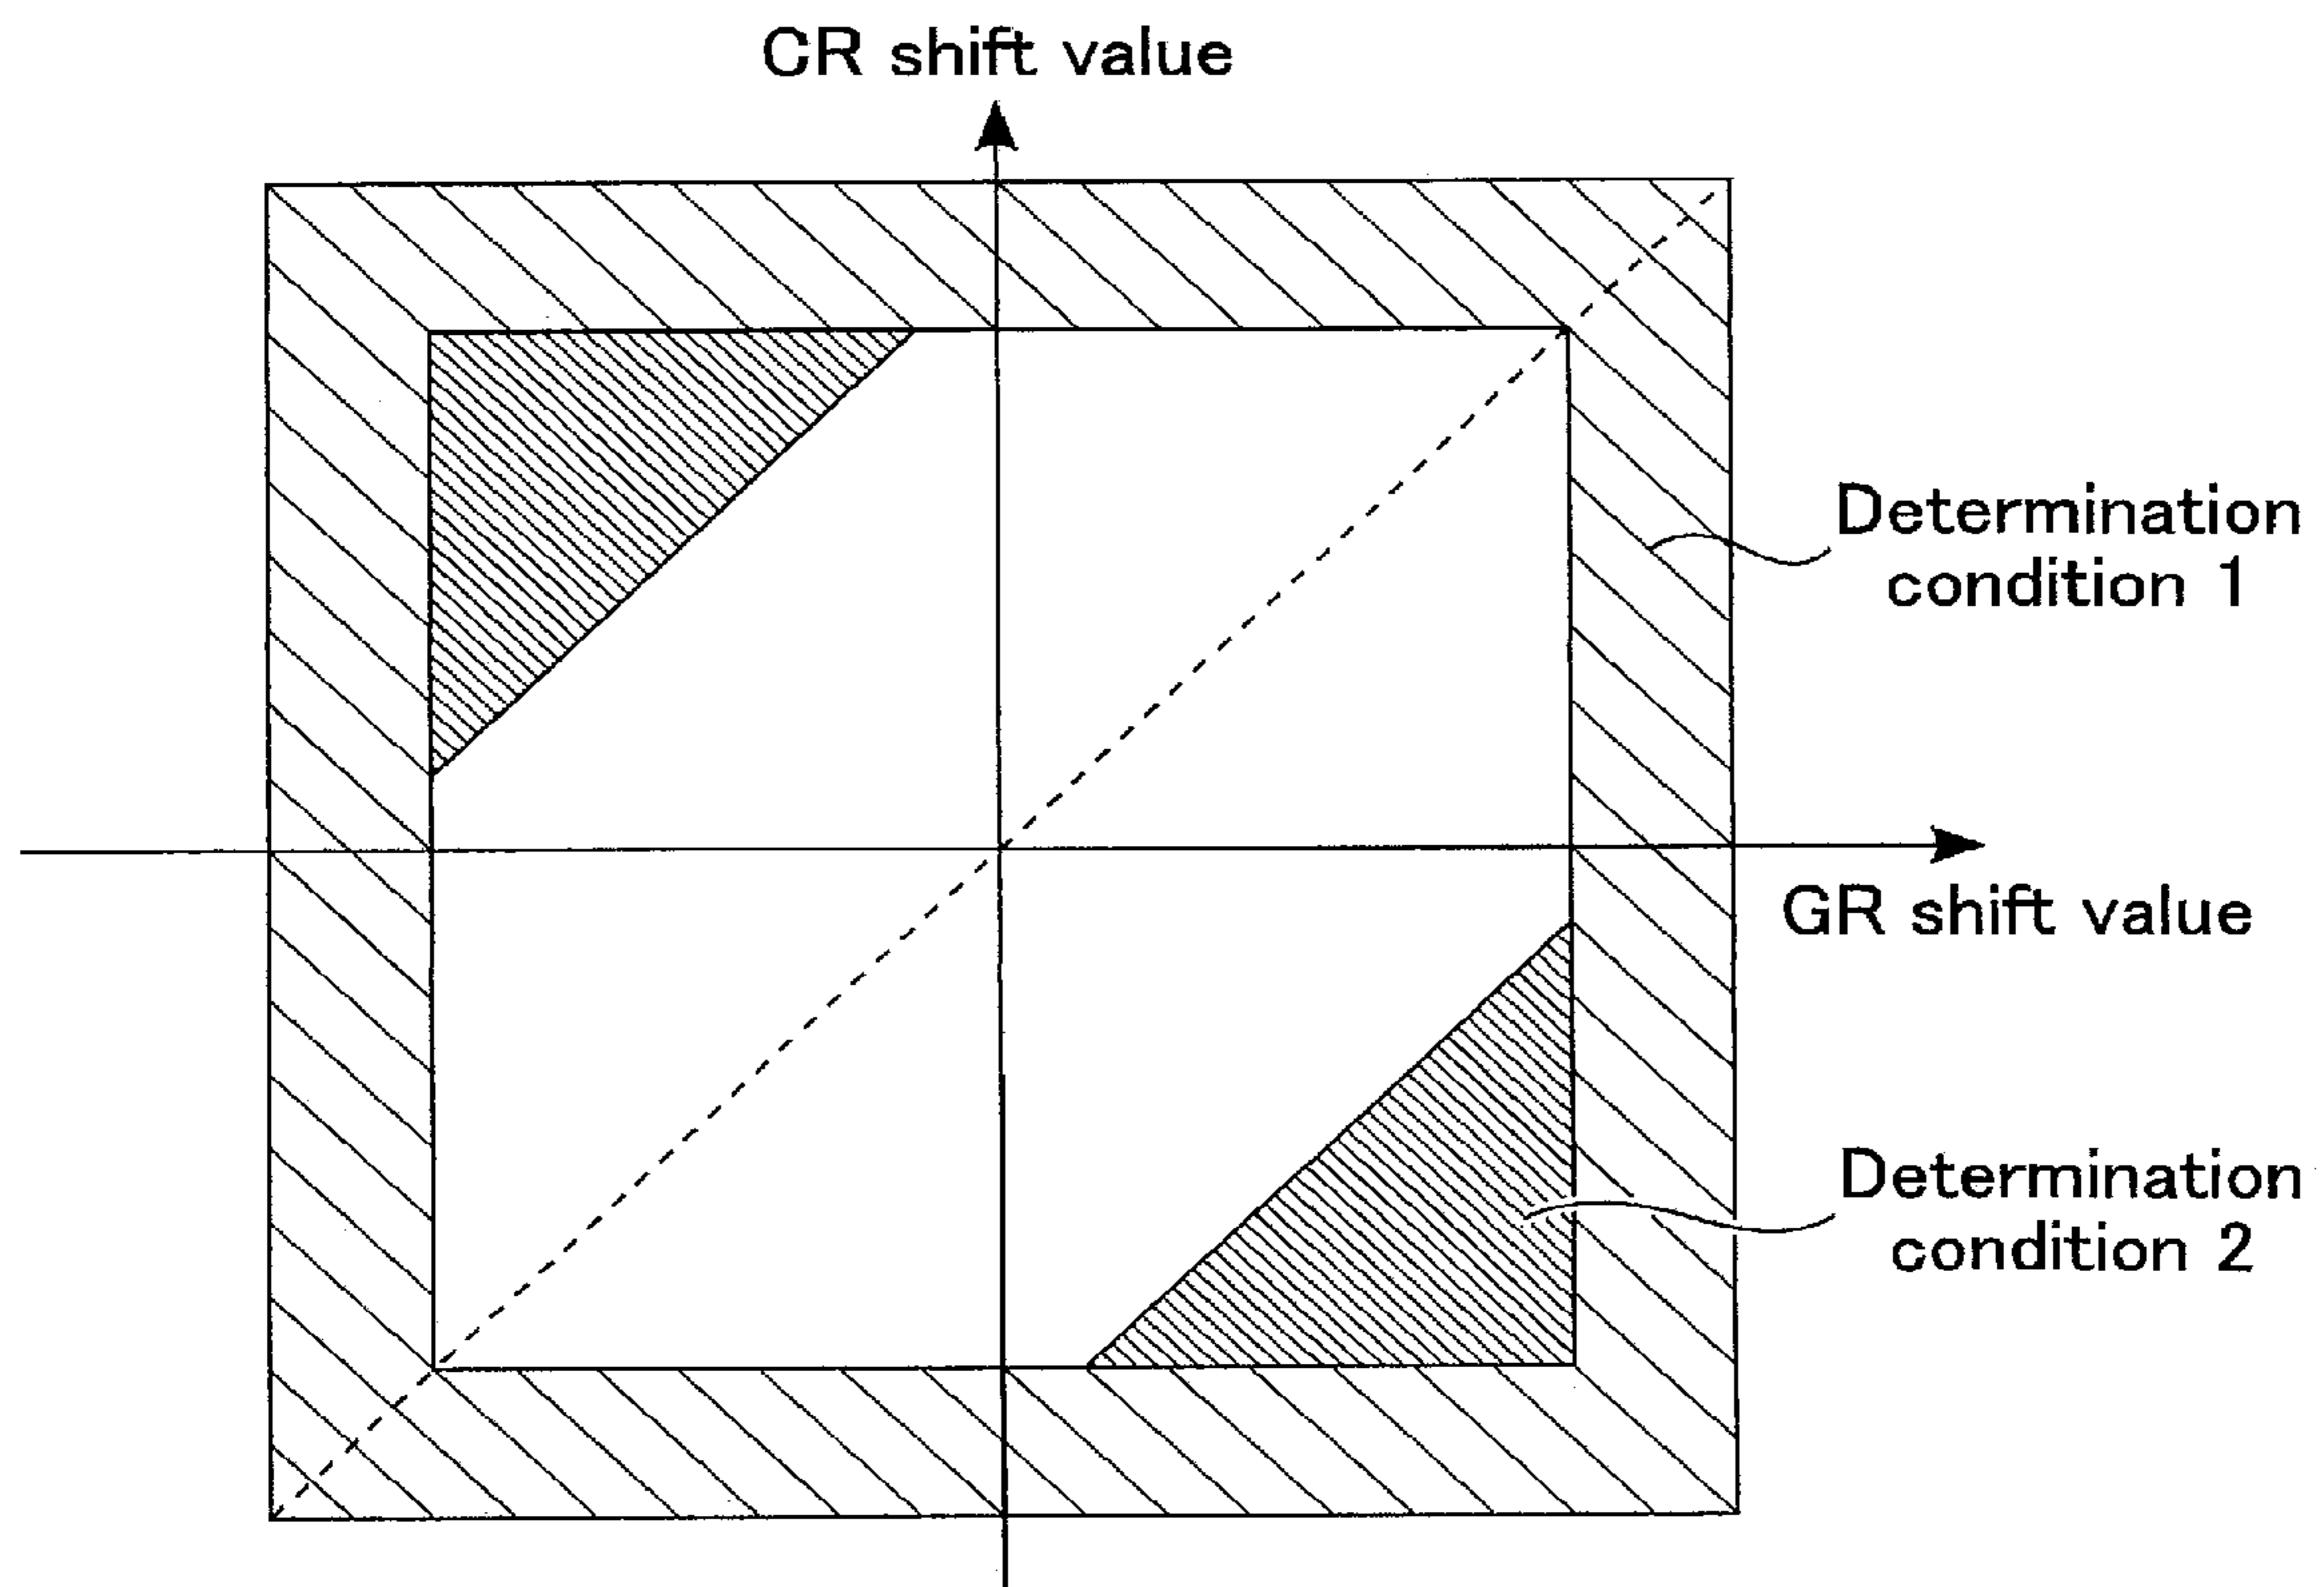 CR shift value
Determination
condition 1
GR shift value
Determination
condition 2